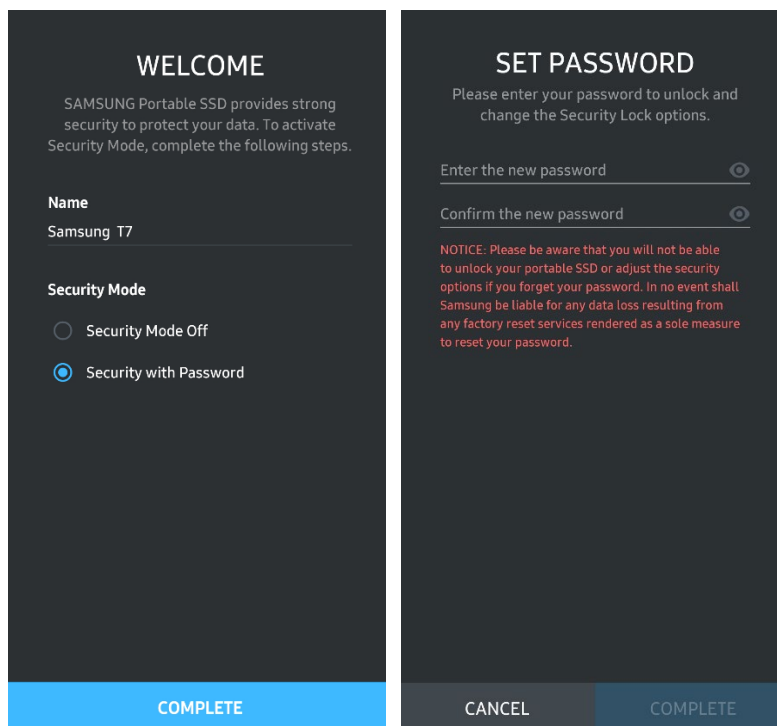 WELCOME
SAMSUNG Portable SSD provides strong
security to protect your data. To activate
Security Mode, complete the following steps.
Name
Samsung T7
Security Mode
Security Mode Off
Security with Password
COMPLETE
SET PASSWORD
Please enter your password to unlock and
change the Security Lock options.
Enter the new password
Confirm the new password
NOTICE: Please be aware that you will not be able
to unlock your portable SSD or adjust the security
options if you forget your password. In no event shall
Samsung be liable for any data loss resulting from
any factory reset services rendered as a sole measure
to reset your password.
CANCEL
COMPLETE